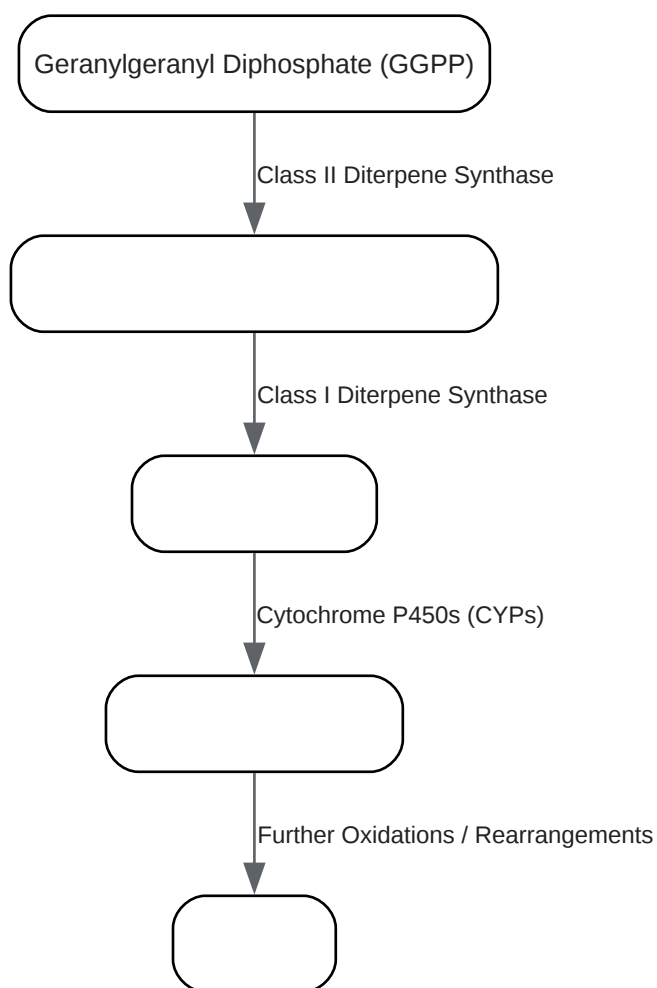 Geranylgeranyl Diphosphate (GGPP)
Class II Diterpene Synthase
Class I Diterpene Synthase
Cytochrome P450s (CYPs)
Further Oxidations / Rearrangements